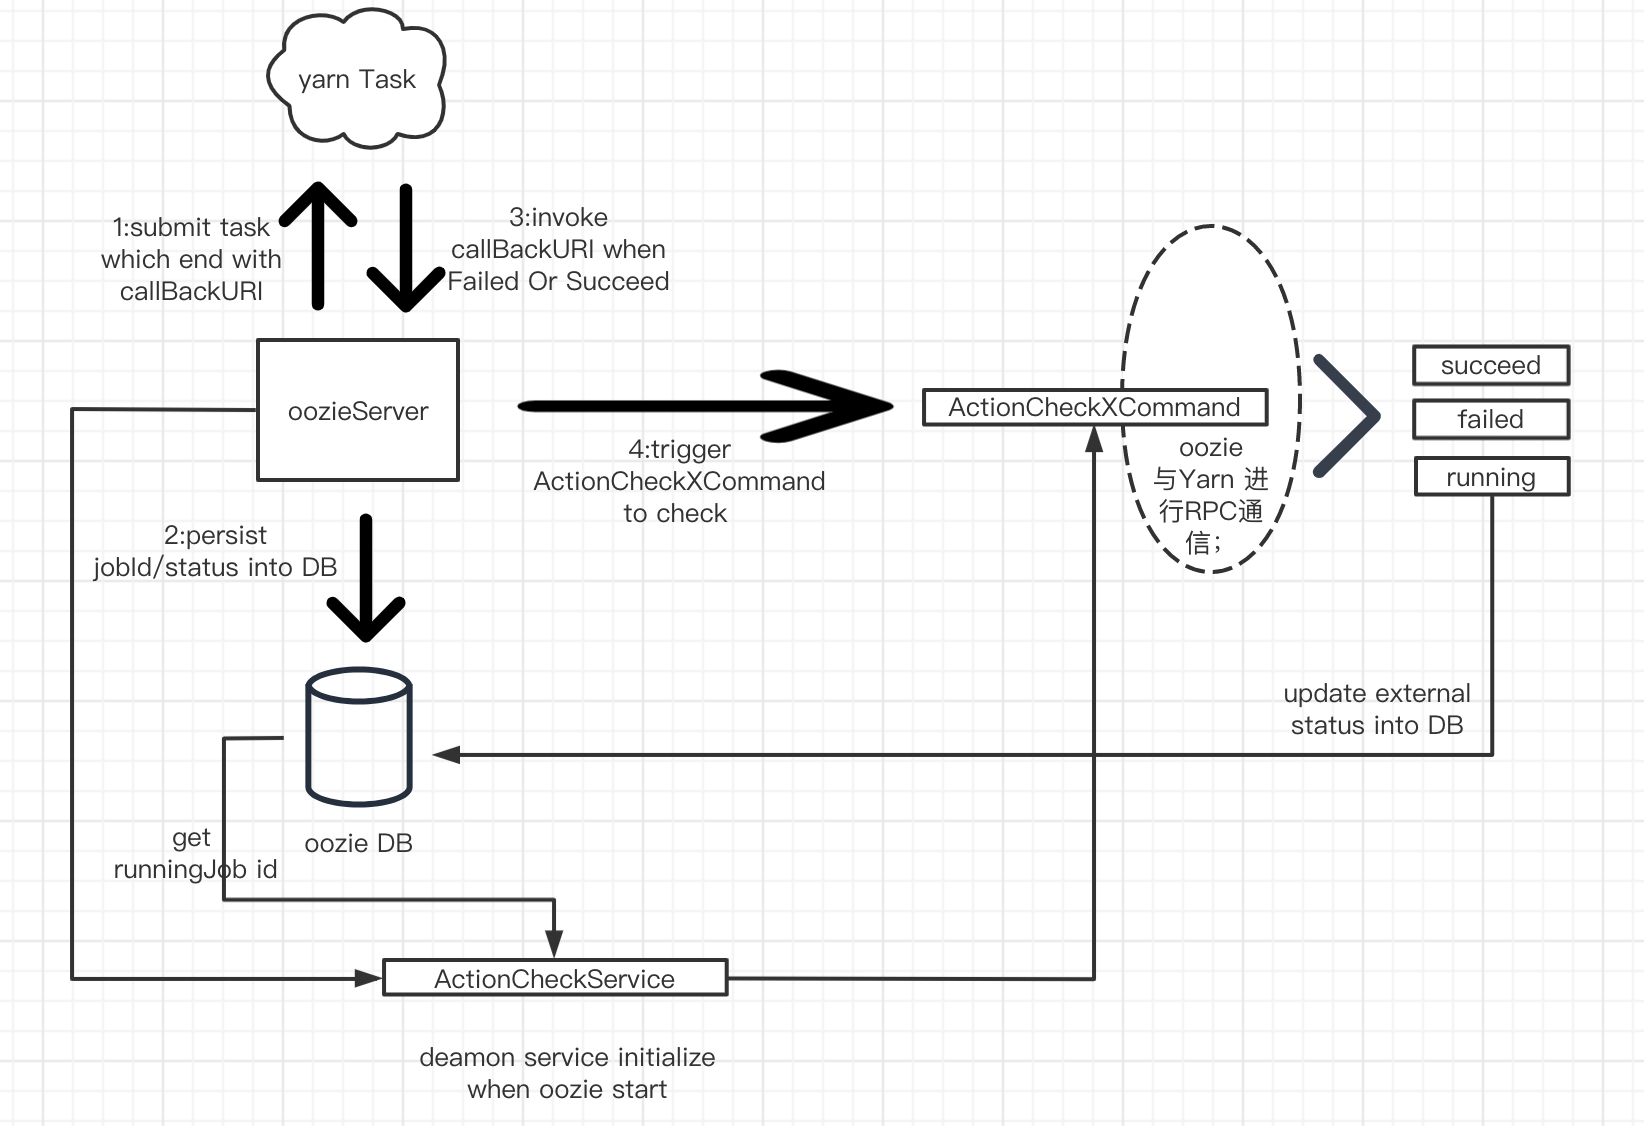 yarn Task
1:submit task
which end with
callBackURI
3:invoke
callBackURI when
Failed Or Succeed
oozieServer
4:trigger
ActionCheckXCommand
to check
ActionCheckXCommand
oozie
与Yarn 进
行RPC通
信；
succeed
failed
running
2:persist
jobId/status into DB
update external
status into DB
get
runningJob id
oozie DB
ActionCheckService
deamon service initialize
when oozie start